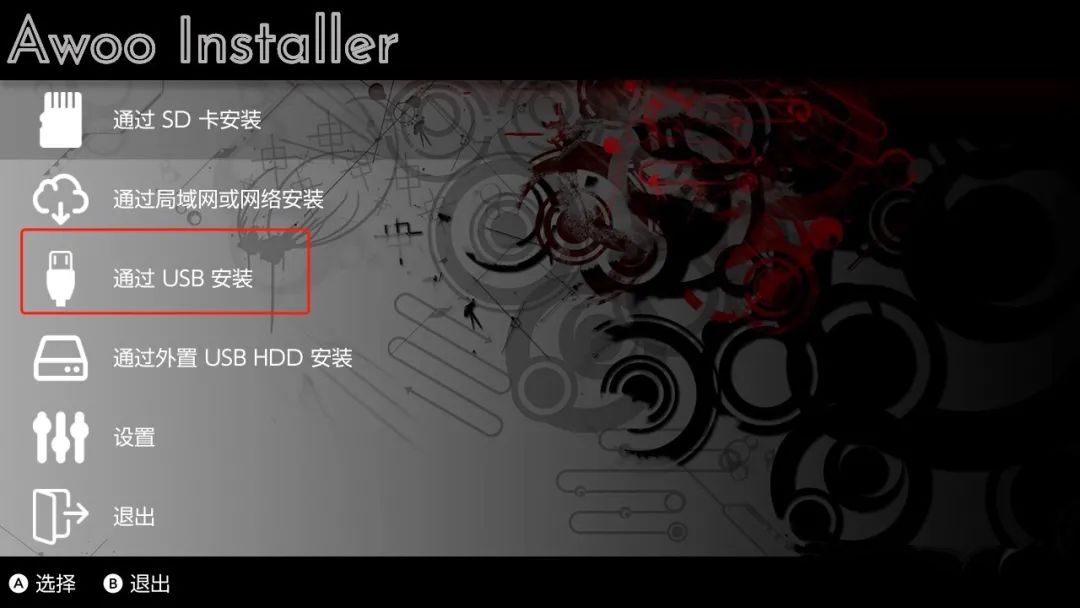 Awoo Installer
通过 SD 卡安装
通过局域网或网络安装
通过 USB 安装
通过外置 USB HDD 安装
设置
退出
A 选择 B 退出